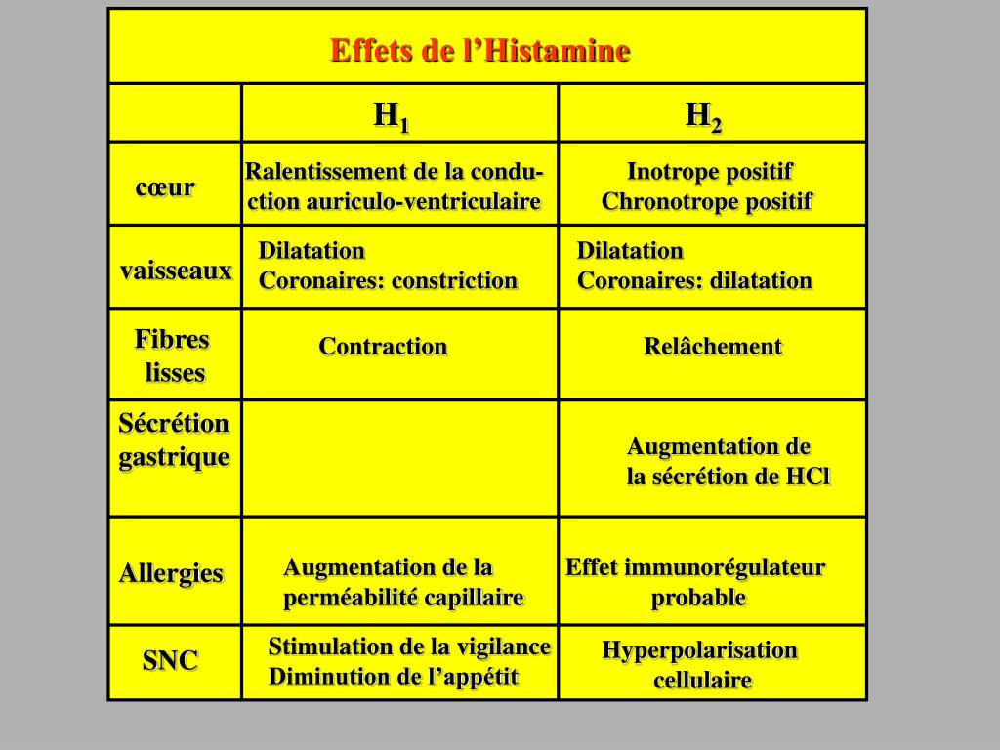 Effets de l’Histamine
H1 H2
cœur
Ralentissement de la condu-
ction auriculo-ventriculaire
Inotrope positif
Chronotrope positif
vaisseaux
Dilatation
Coronaires: constriction
Dilatation
Coronaires: dilatation
Fibres
lisses
Contraction
Relâchement
Sécrétion
gastrique
Augmentation de
la sécrétion de HCl
Allergies
Augmentation de la
perméabilité capillaire
Effet immunorégulateur
probable
SNC
Stimulation de la vigilance
Diminution de l’appétit
Hyperpolarisation
cellulaire